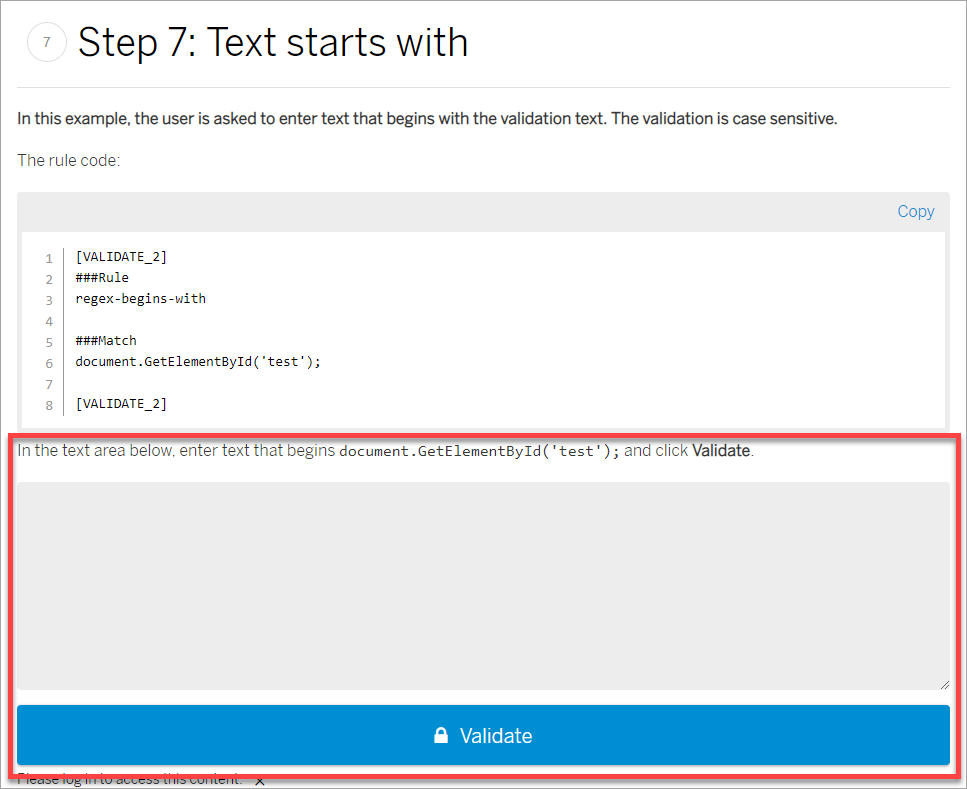 7
Step 7: Text starts with
In this example, the user is asked to enter text that begins with the validation text. The validation is case sensitive.
The rule code:
Copy
1 [VALIDATE_2]
2 ###Rule
3 regex-begins-with
4
5 ###Match
6 document.GetElementById('test');
7
8 [VALIDATE_2]
In the text area below, enter text that begins document.GetElementById('test'); and click Validate.
Validate
Please log in to access this content. x